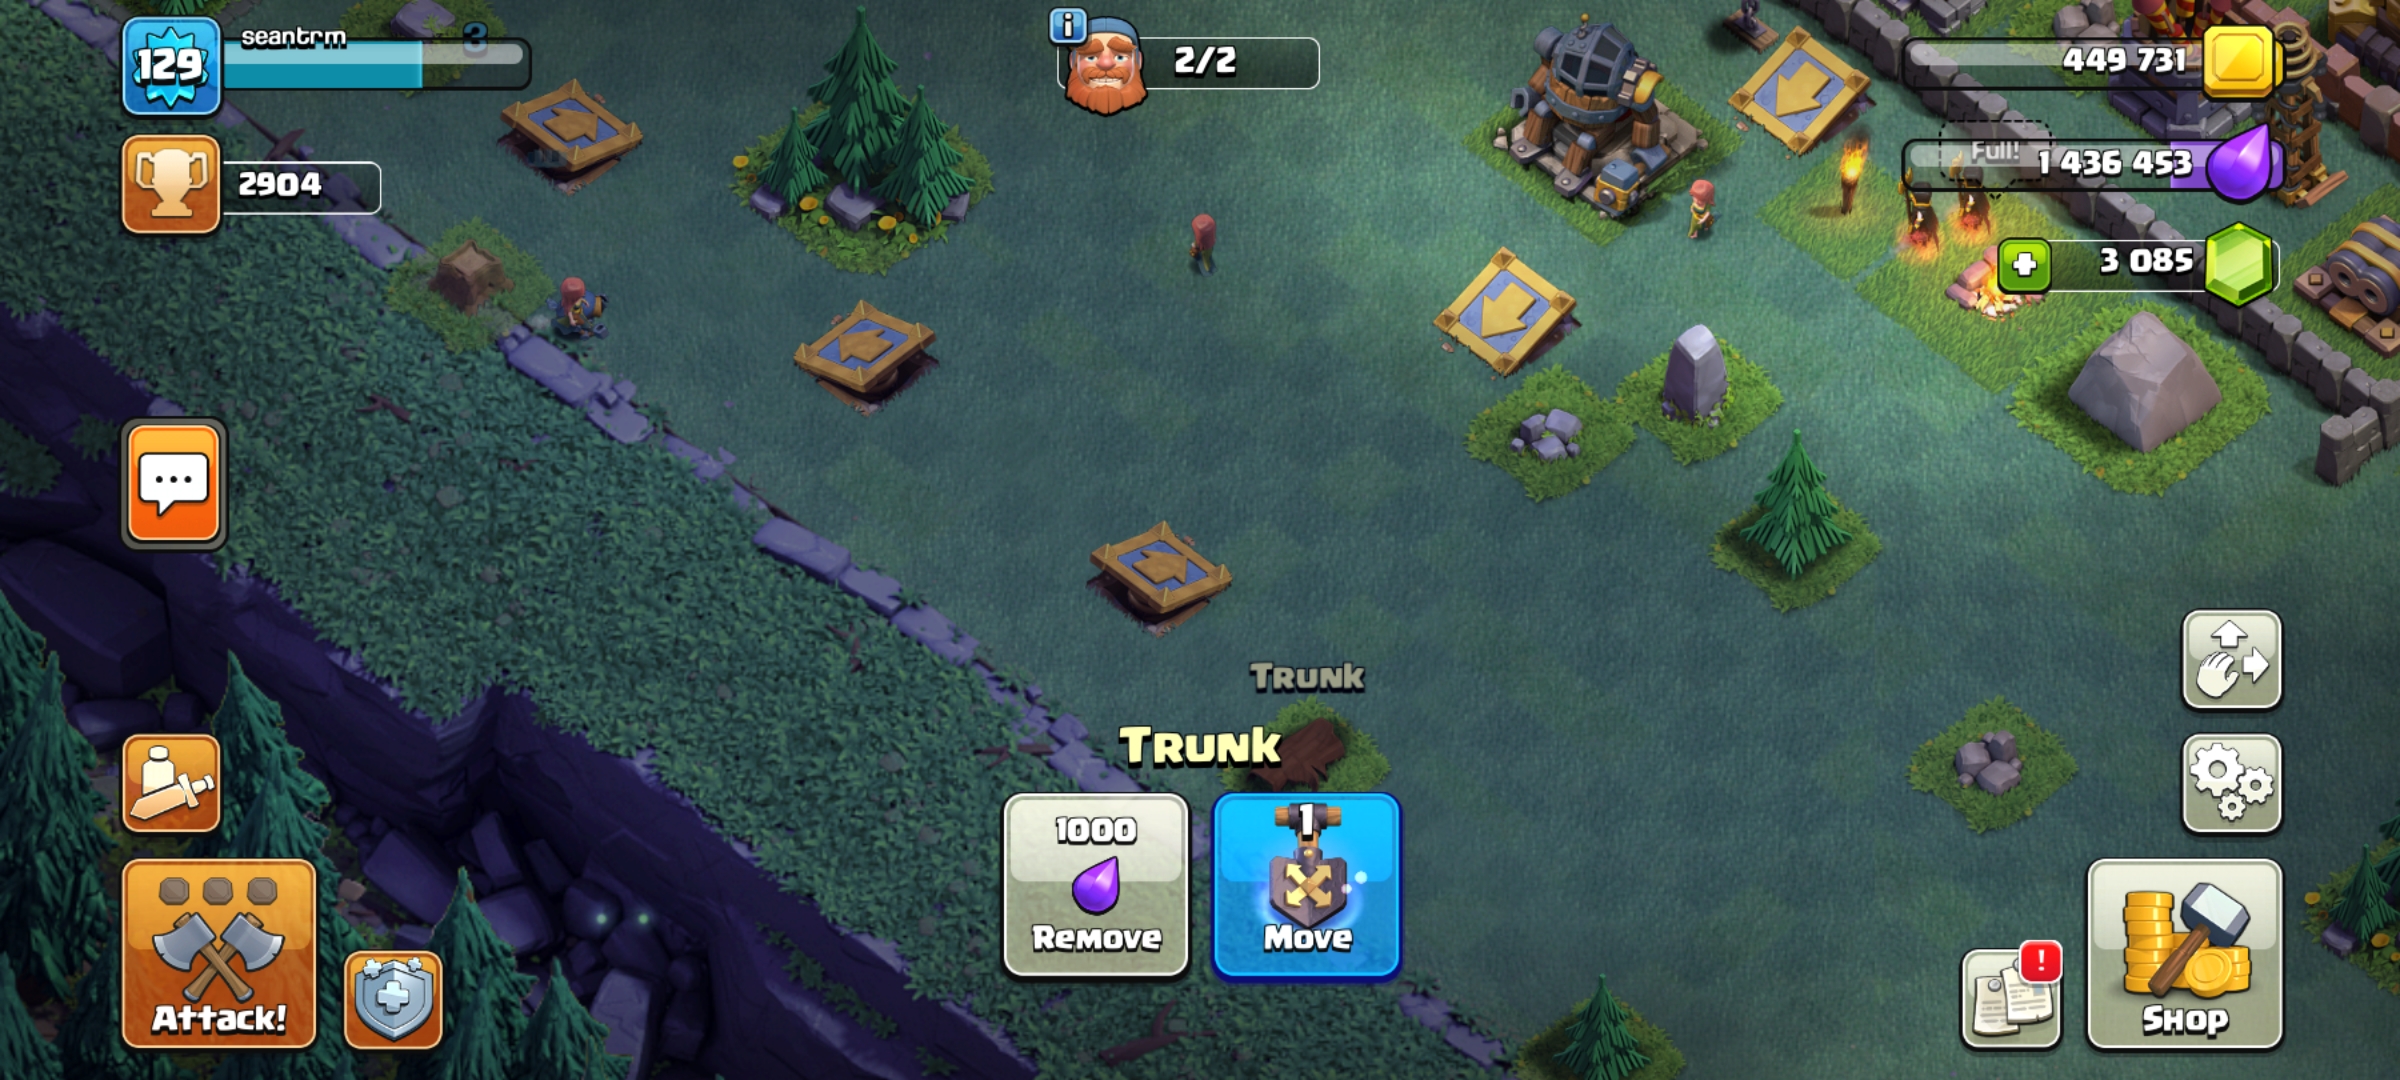 129
seantrm
3
2/2
449 731
2904
Full!
1 436 453
3 085
Trunk
Trunk
1000
Remove
1
Move
Attack!
!
Shop